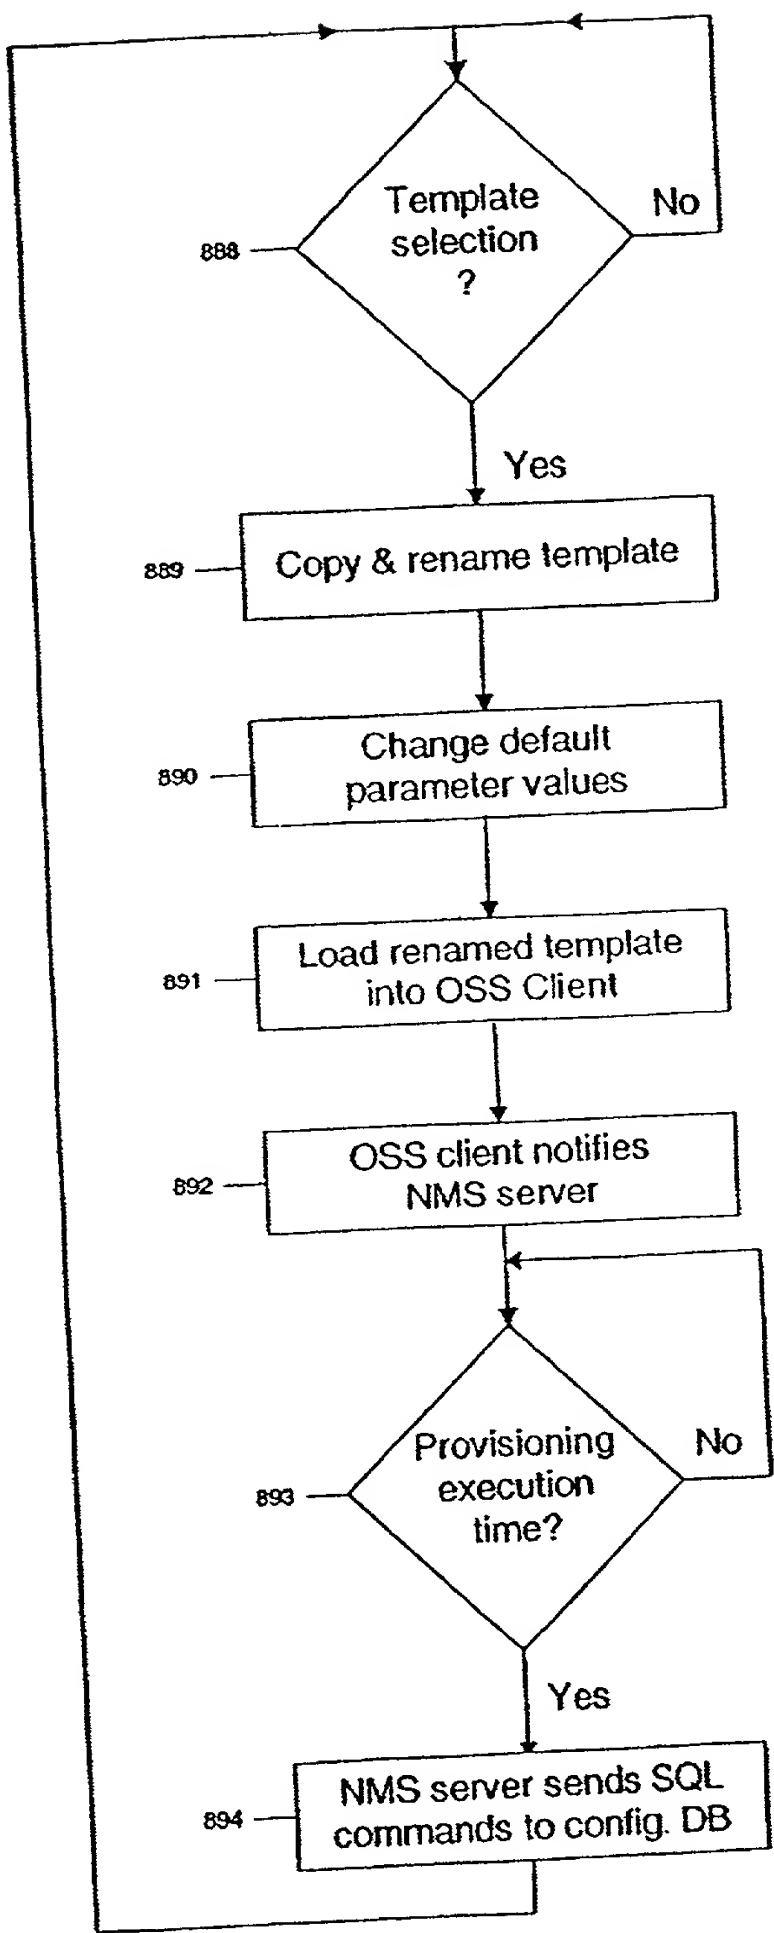 Template
selection
?
No
888
Yes
889
Copy & rename template
890
Change default
parameter values
891
Load renamed template
into OSS Client
892
OSS client notifies
NMS server
893
Provisioning
execution
time?
No
Yes
894
NMS server sends SQL
commands to config. DB